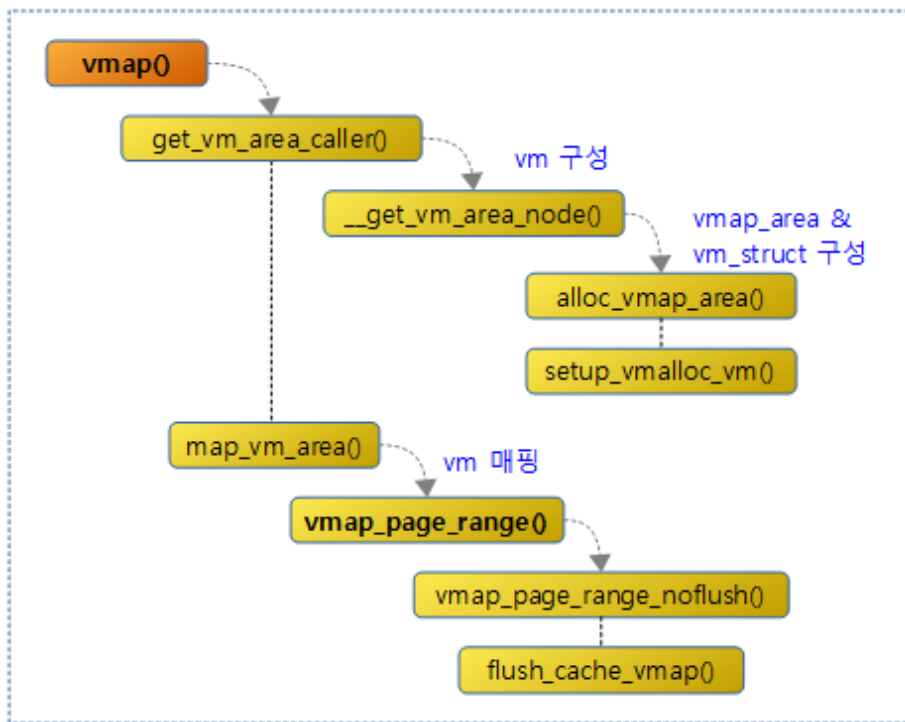 vmap()
get_vm_area_caller()
vm 구성
__get_vm_area_node()
vmap_area &
vm_struct 구성
alloc_vmap_area()
setup_vmalloc_vm()
map_vm_area()
vm 매핑
vmap_page_range()
vmap_page_range_noflush()
flush_cache_vmap()